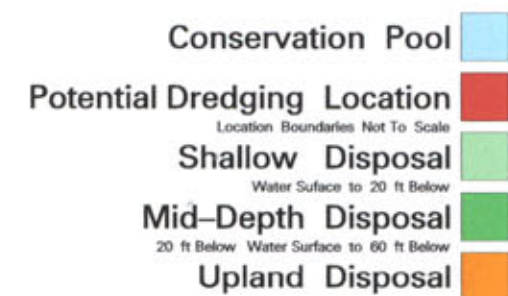 Conservation Pool
Potential Dredging Location
Location Boundaries Not To Scale
Shallow Disposal
Water Suface to 20 ft Below
Mid–Depth Disposal
20 ft Below Water Surface to 60 ft Below
Upland Disposal